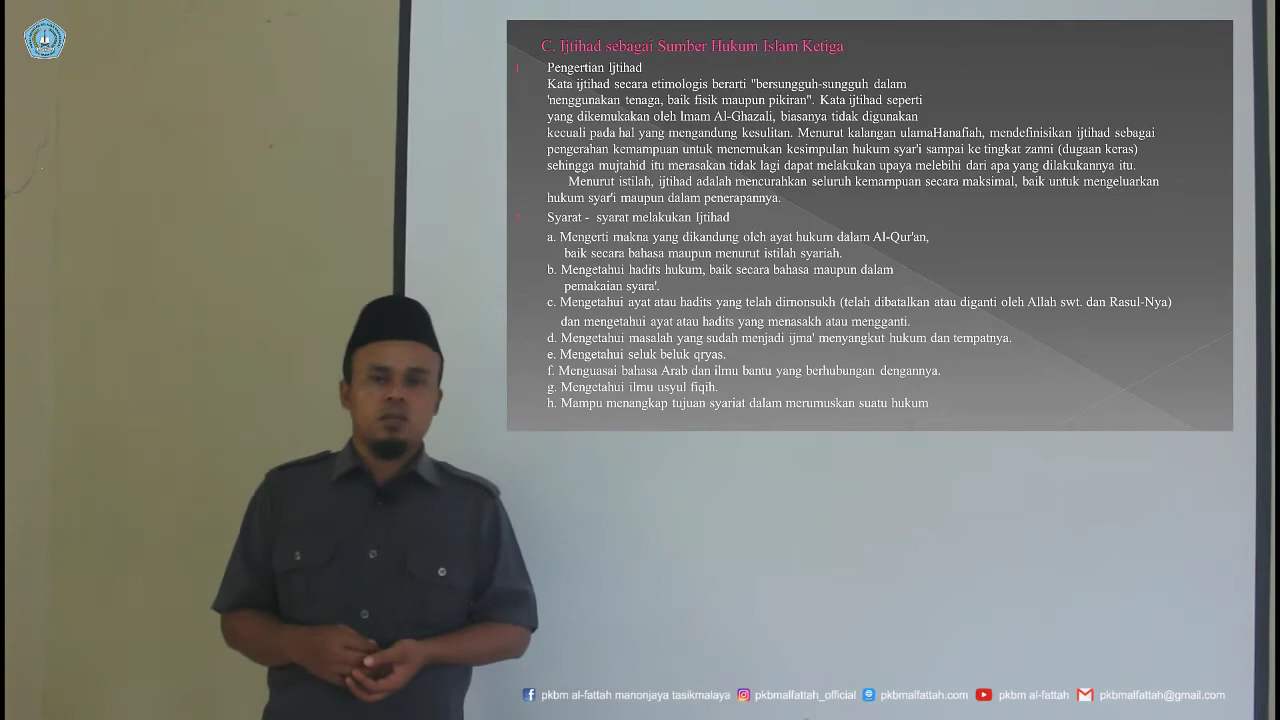 C. Ijtihad sebagai Sumber Hukum Islam Ketiga
1 Pengertian Ijtihad
Kata ijtihad secara etimologis berarti "bersungguh-sungguh dalam
'nenggunakan tenaga, baik fisik maupun pikiran". Kata ijtihad seperti
yang dikemukakan oleh lmam Al-Ghazali, biasanya tidak digunakan
kecuali pada hal yang mengandung kesulitan. Menurut kalangan ulamaHanafiah, mendefinisikan ijtihad sebagai
pengerahan kemampuan untuk menemukan kesimpulan hukum syar'i sampai ke tingkat zanni (dugaan keras)
sehingga mujtahid itu merasakan tidak lagi dapat melakukan upaya melebihi dari apa yang dilakukannya itu.
Menurut istilah, ijtihad adalah mencurahkan seluruh kemarnpuan secara maksimal, baik untuk mengeluarkan
hukum syar'i maupun dalam penerapannya.
Syarat - syarat melakukan Ijtihad
a. Mengerti makna yang dikandung oleh ayat hukum dalam Al-Qur'an,
baik secara bahasa maupun menurut istilah syariah.
b. Mengetahui hadits hukum, baik secara bahasa maupun dalam
pemakaian syara'.
c. Mengetahui ayat atau hadits yang telah dirnonsukh (telah dibatalkan atau diganti oleh Allah swt. dan Rasul-Nya)
dan mengetahui ayat atau hadits yang menasakh atau mengganti.
d. Mengetahui masalah yang sudah menjadi ijma' menyangkut hukum dan tempatnya.
e. Mengetahui seluk beluk qryas.
f. Menguasai bahasa Arab dan ilmu bantu yang berhubungan dengannya.
g. Mengetahui ilmu usyul fiqih.
h. Mampu menangkap tujuan syariat dalam merumuskan suatu hukum
pkbm al-fattah manonjaya tasikmalaya pkbmalfattah_official pkbmalfattah.com pkbm al-fattah pkbmalfattah@gmail.com